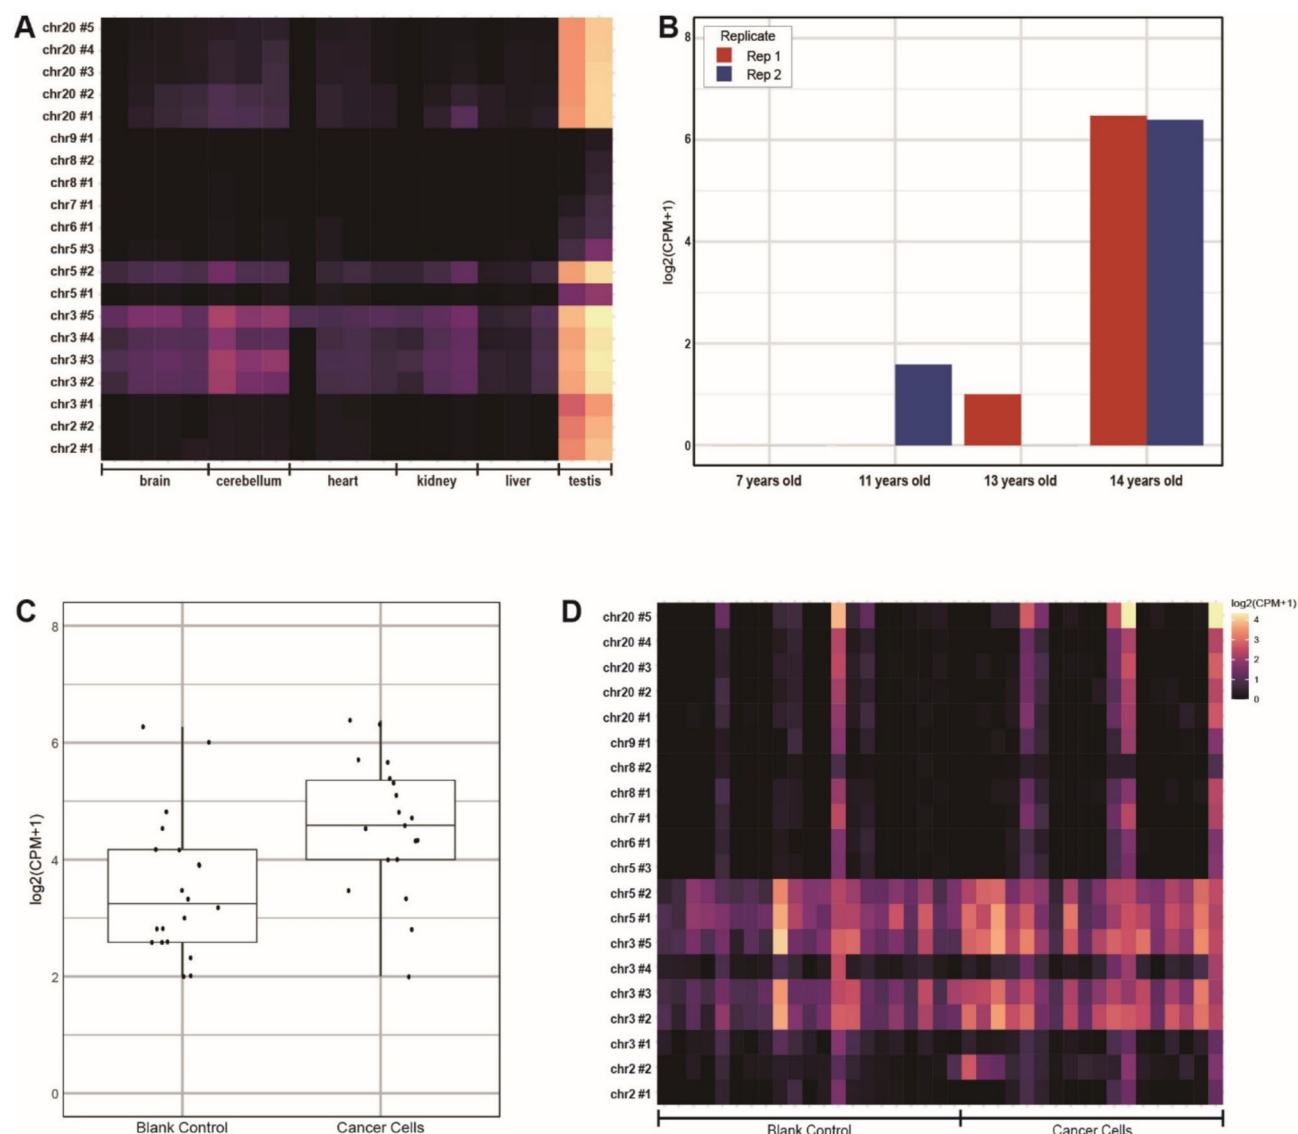 A
chr20 #5
chr20 #4
chr20 #3
chr20 #2
chr20 #1
chr9 #1
chr8 #2
chr8 #1
chr7 #1
chr6 #1
chr5 #3
chr5 #2
chr5 #1
chr3 #5
chr3 #4
chr3 #3
chr3 #2
chr3 #1
chr2 #2
chr2 #1
brain cerebellum heart kidney liver testis
B
Replicate
Rep 1
Rep 2
log2(CPM+1)
8
6
4
2
0
7 years old 11 years old 13 years old 14 years old
C
log2(CPM+1)
8
6
4
2
0
Blank Control Cancer Cells
D
chr20 #5
chr20 #4
chr20 #3
chr20 #2
chr20 #1
chr9 #1
chr8 #2
chr8 #1
chr7 #1
chr6 #1
chr5 #3
chr5 #2
chr5 #1
chr3 #5
chr3 #4
chr3 #3
chr3 #2
chr3 #1
chr2 #2
chr2 #1
Blank Control Cancer Cells
log2(CPM+1)
4
3
2
1
0